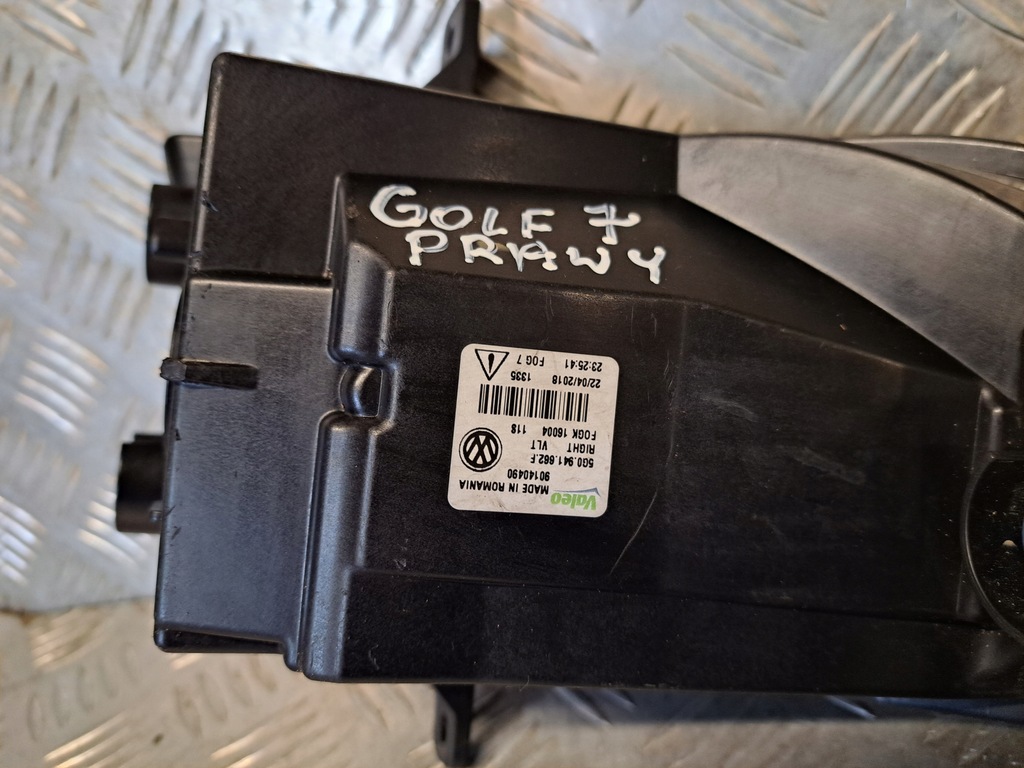 GOLF 7
PRAWY
Valeo
MADE IN ROMANIA
90140490
5G0.941.662.F
RIGHT VLT
FOGK 16004 118
22/04/2018 1335
23:25:41 FOG 7